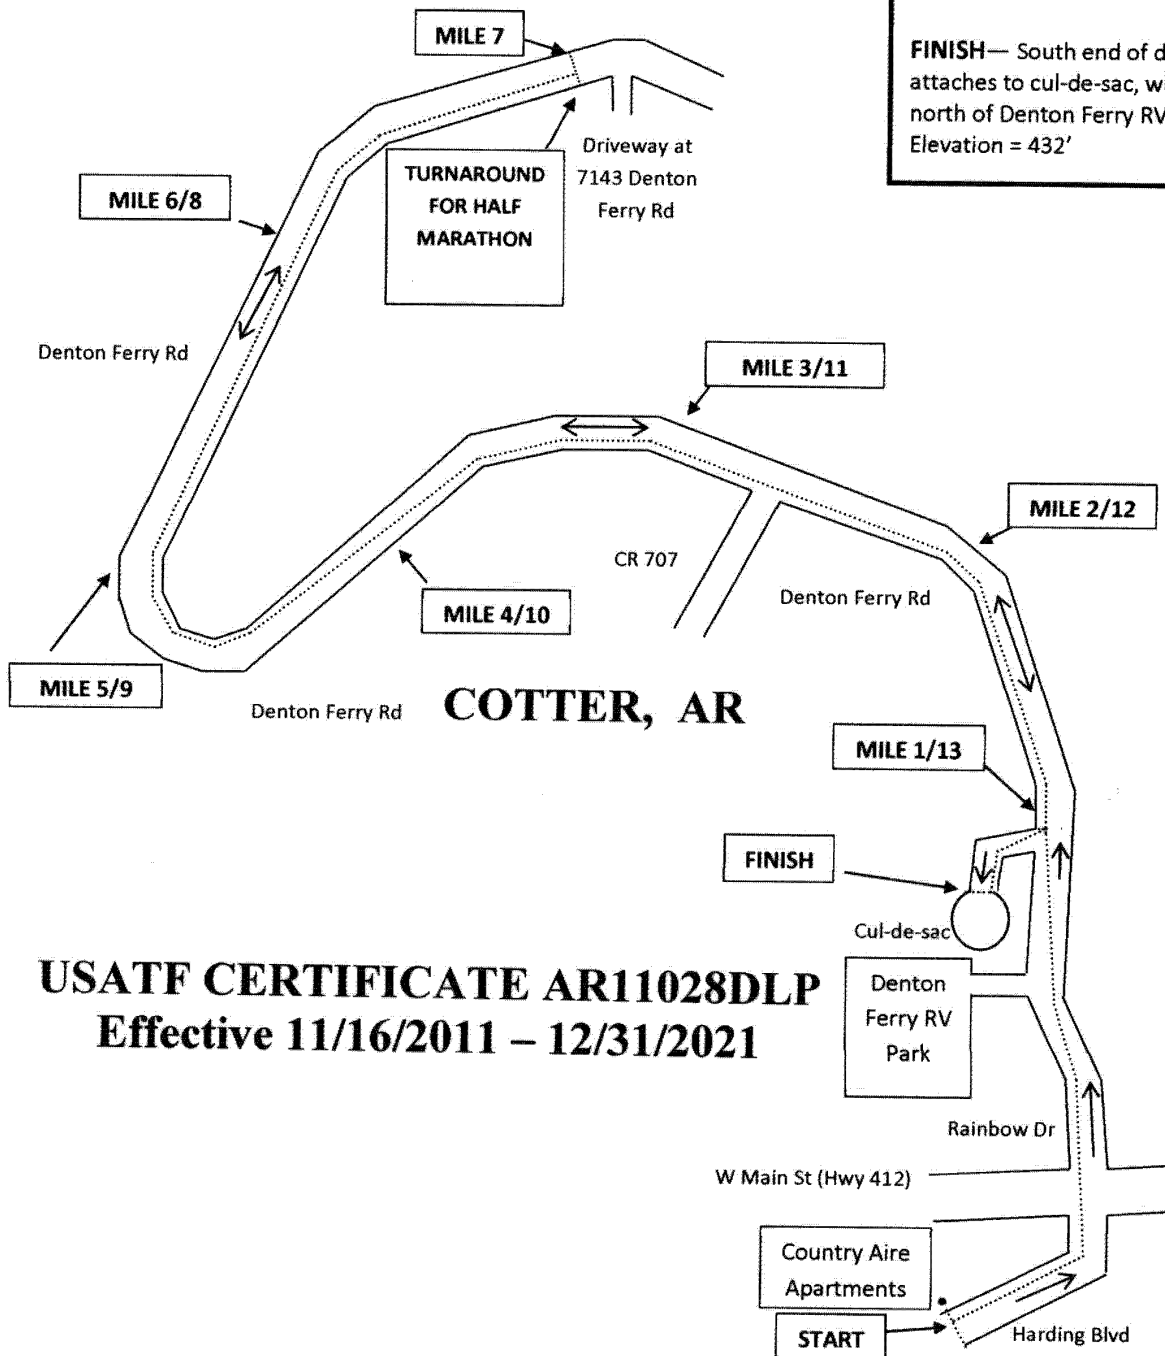 MILE 7
FINISH— South end of d
attaches to cul-de-sac, w
north of Denton Ferry RV
Elevation = 432’
Driveway at
7143 Denton
Ferry Rd
TURNAROUND
FOR HALF
MARATHON
MILE 6/8
Denton Ferry Rd
MILE 3/11
MILE 2/12
CR 707
Denton Ferry Rd
MILE 4/10
MILE 5/9
Denton Ferry Rd
COTTER, AR
MILE 1/13
FINISH
Cul-de-sac
USATF CERTIFICATE AR11028DLP
Effective 11/16/2011 – 12/31/2021
Denton
Ferry RV
Park
Rainbow Dr
W Main St (Hwy 412)
Country Aire
Apartments
START
Harding Blvd